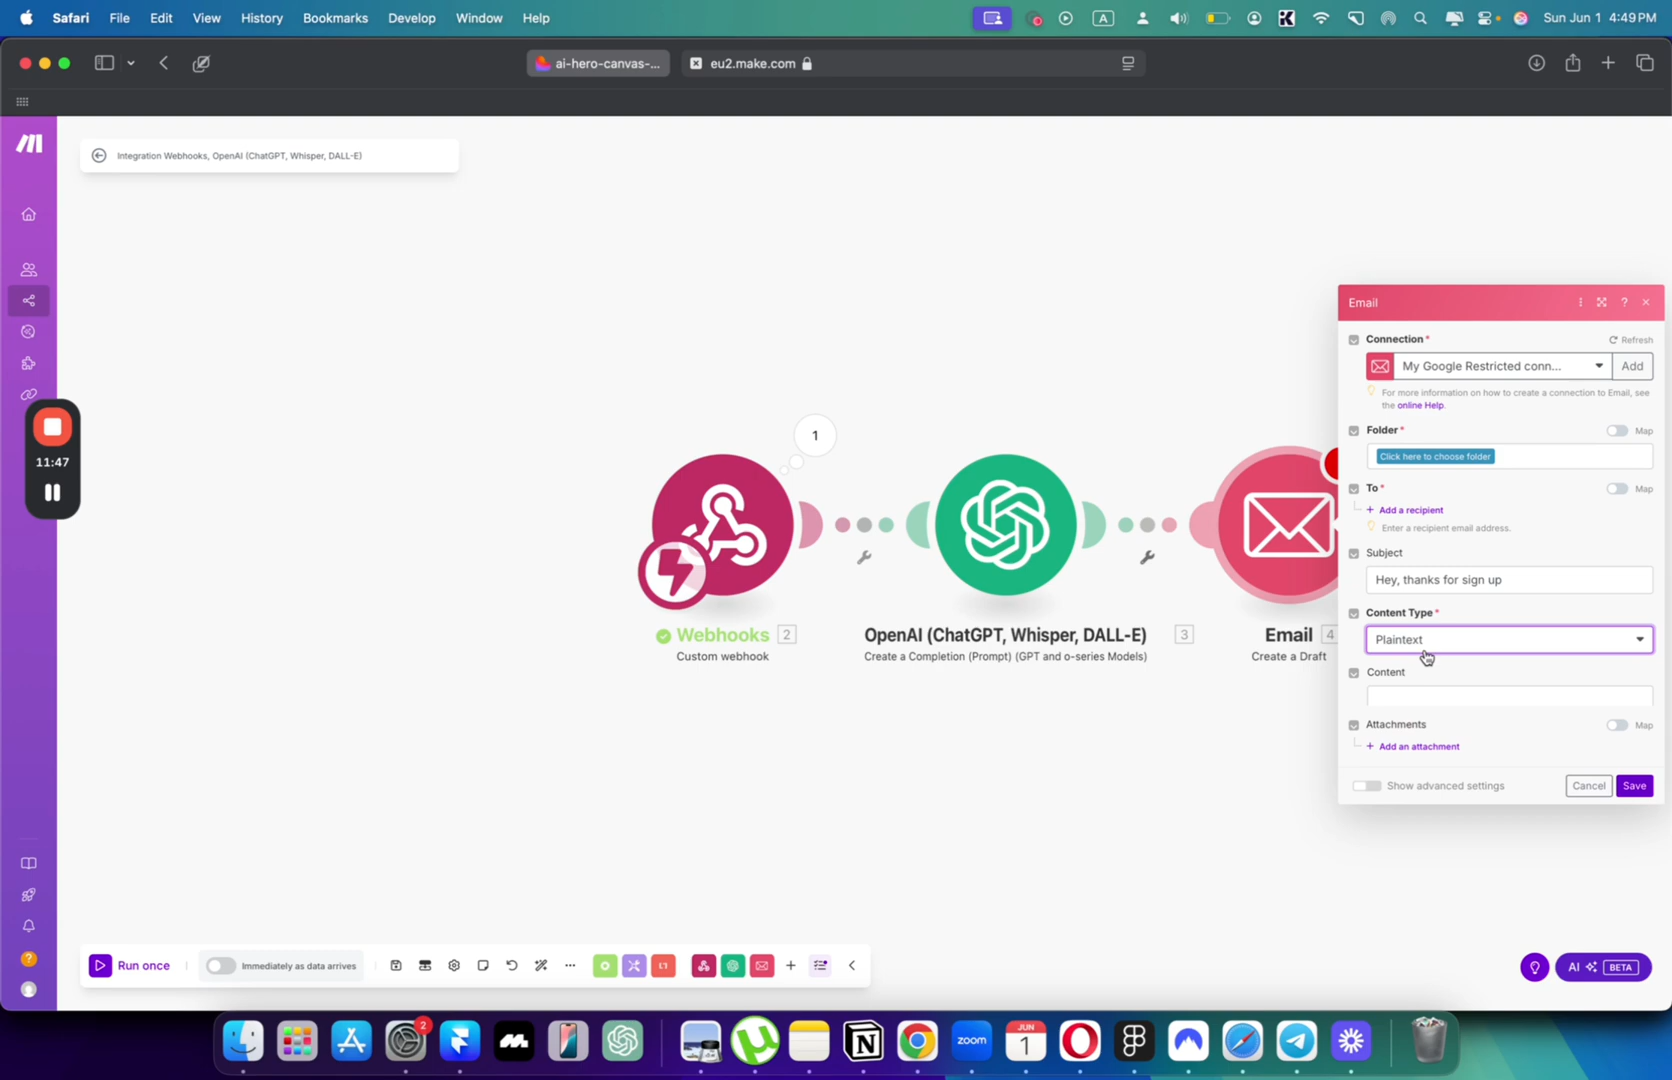 Safari File Edit View History Bookmarks Develop Window Help
A
Sun Jun 1 4:49 PM
ai-hero-canvas-...
eu2.make.com
Integration Webhooks, OpenAI (ChatGPT, Whisper, DALL-E)
11:47
1
Webhooks 2
Custom webhook
OpenAI (ChatGPT, Whisper, DALL-E) 3
Create a Completion (Prompt) (GPT and o-series Models)
Email 4
Create a Draft
Email
?
Connection*
Refresh
My Google Restricted conn...
Add
For more information on how to create a connection to Email, see
the online Help.
Folder*
Map
Click here to choose folder
To*
Map
+ Add a recipient
Enter a recipient email address.
Subject
Hey, thanks for sign up
Content Type*
Plaintext
Content
Attachments
Map
+ Add an attachment
Show advanced settings
Cancel
Save
Run once
Immediately as data arrives
AI BETA
2
zoom
JUN
1